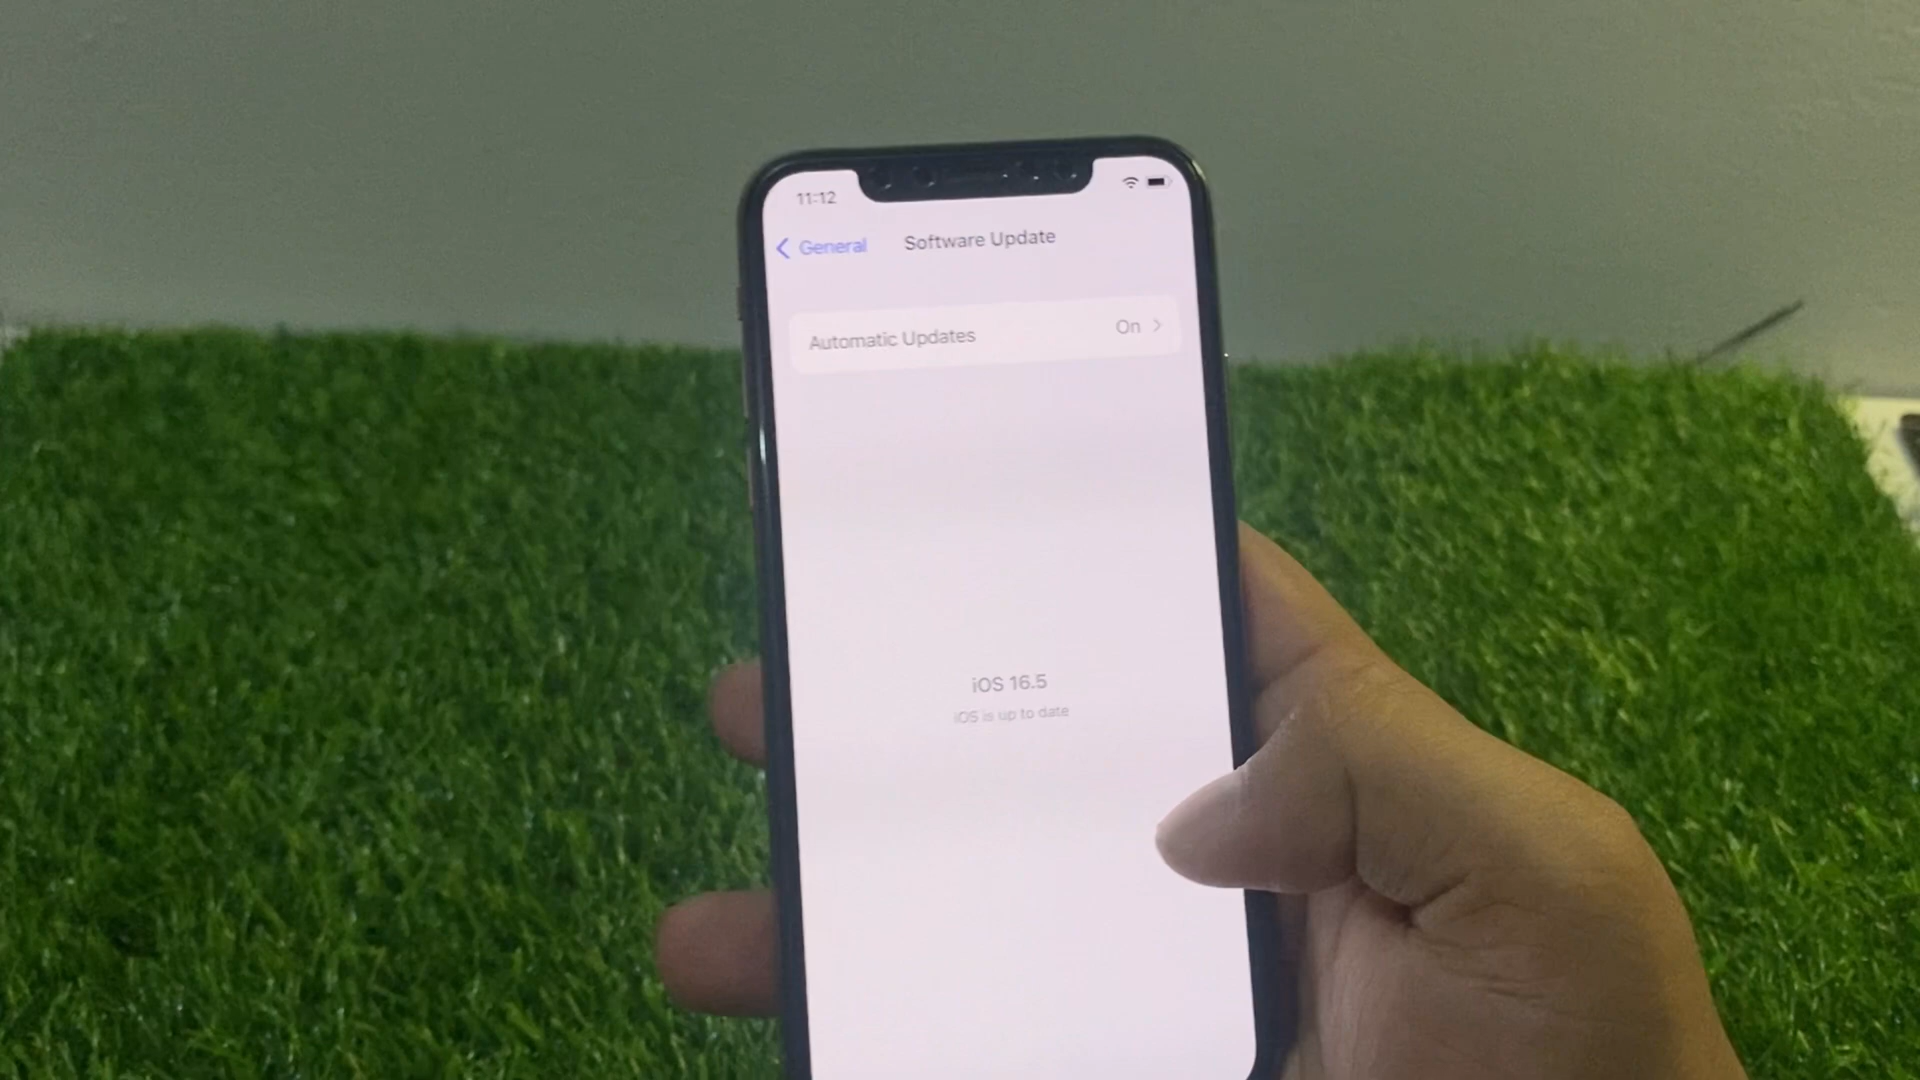 11:12
General
Software Update
Automatic Updates
On
iOS 16.5
iOS is up to date